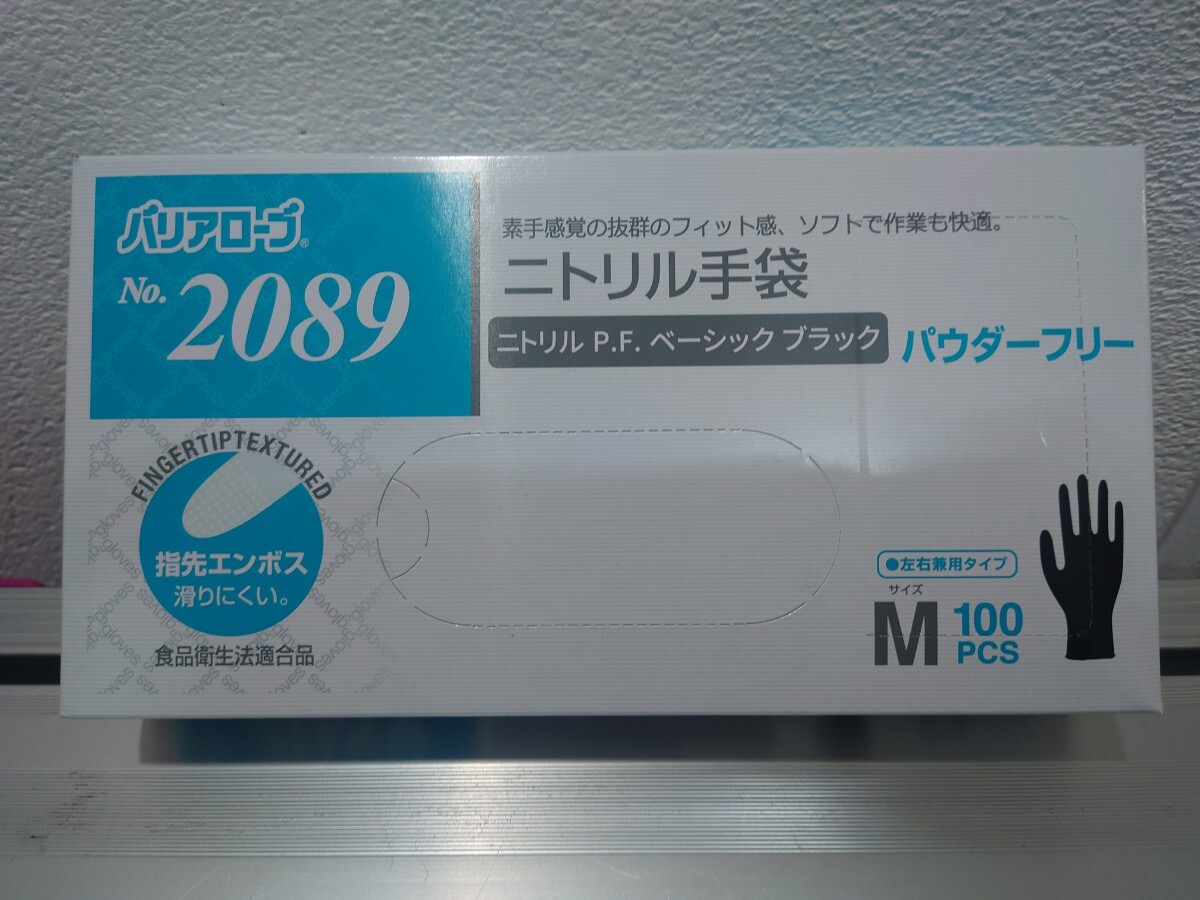 バリアローブ®
No. 2089
素手感覚の抜群のフィット感、ソフトで作業も快適。
ニトリル手袋
ニトリル P.F. ベーシック ブラック
パウダーフリー
FINGERTIPTEXTURED
指先エンボス
滑りにくい。
食品衛生法適合品
●左右兼用タイプ
サイズ
M
100
PCS